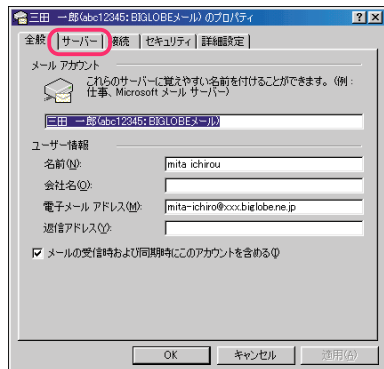 三田 一郎(abc12345: BIGLOBEメール) のプロパティ
全般 サーバー 接続 セキュリティ 詳細設定
メール アカウント
これらのサーバーに覚えやすい名前を付けることができます。 (例 :
仕事、Microsoft メール サーバー)
三田 一郎(abc12345: BIGLOBEメール)
ユーザー情報
名前(N): mita ichirou
会社名(O):
電子メール アドレス(M): mita-ichiro@xxx.biglobe.ne.jp
返信アドレス(Y):
メールの受信時および同期時にこのアカウントを含める(I)
OK キャンセル 適用(A)